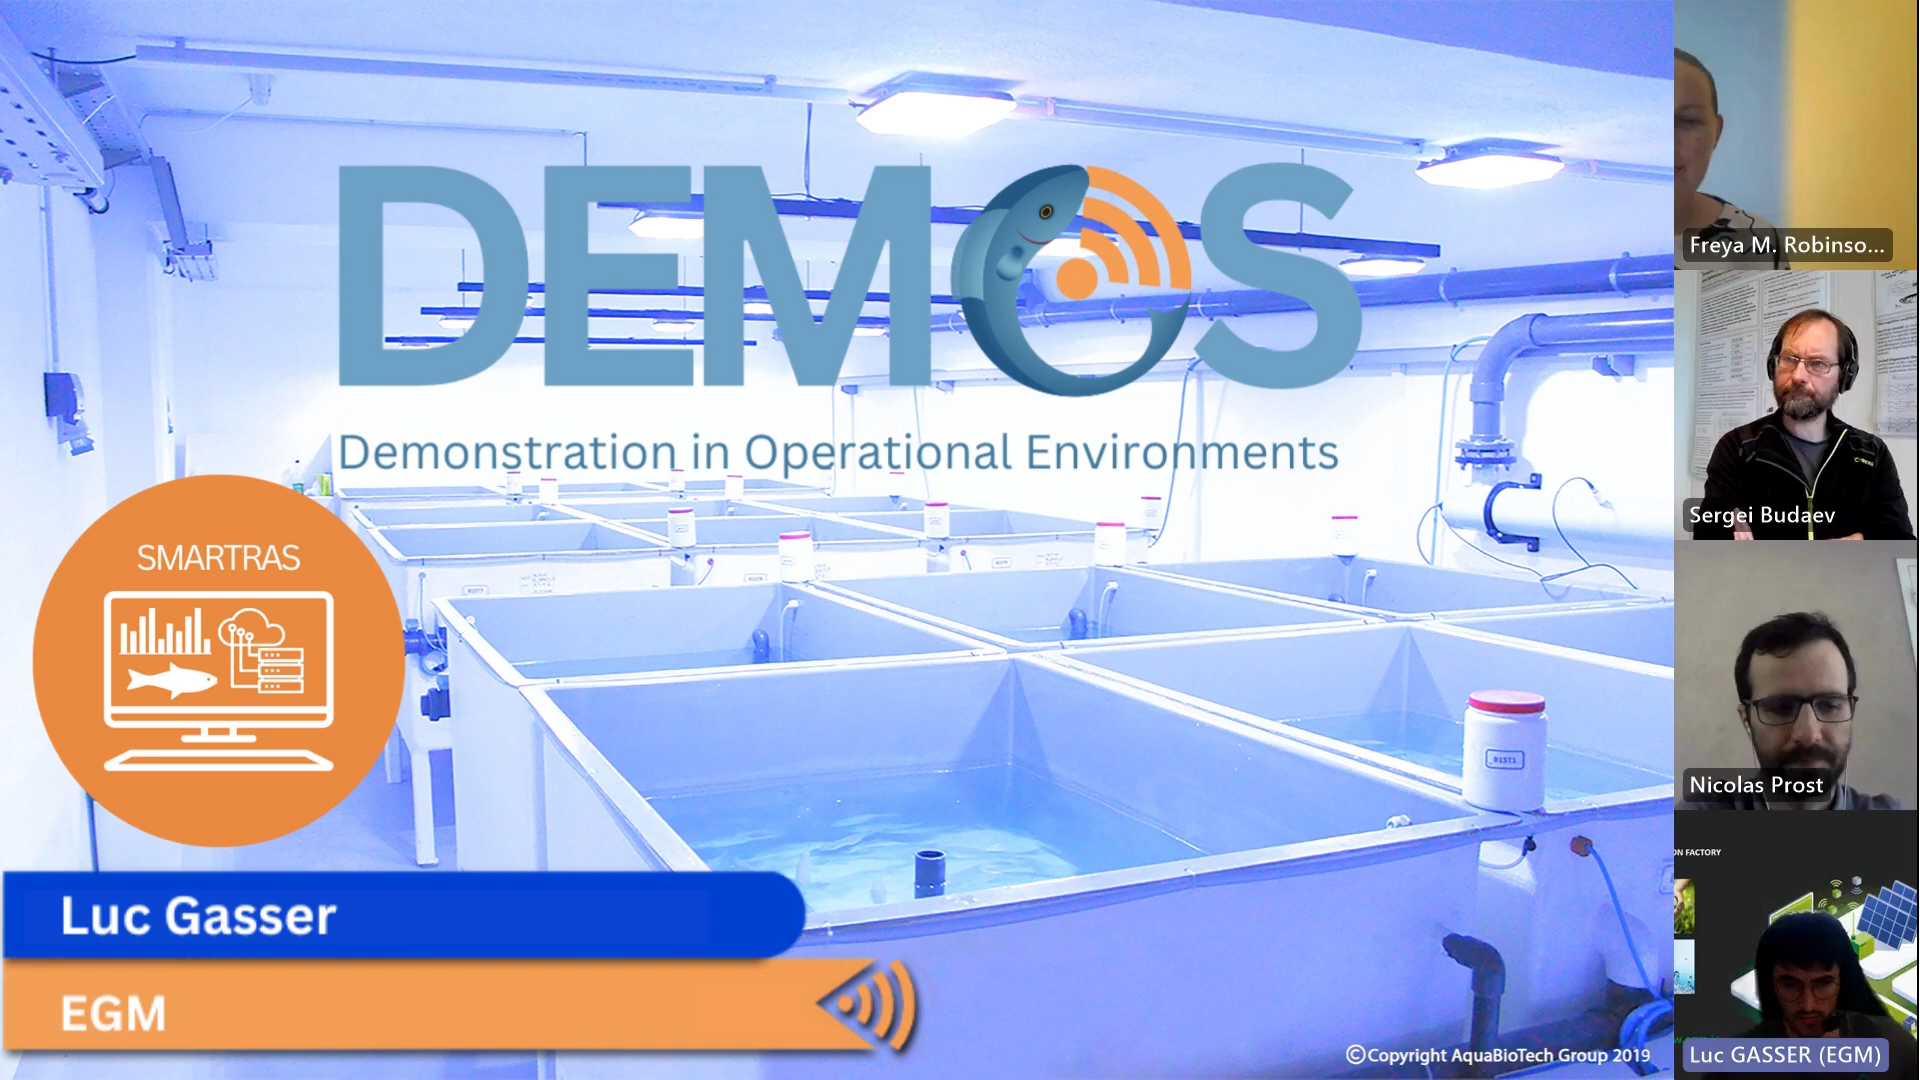 DEMOS
Demonstration in Operational Environments
SMARTRAS
Luc Gasser
EGM
©Copyright AquaBioTech Group 2019
Freya M. Robinso...
Sergei Budaev
Nicolas Prost
ON FACTORY
Luc GASSER (EGM)